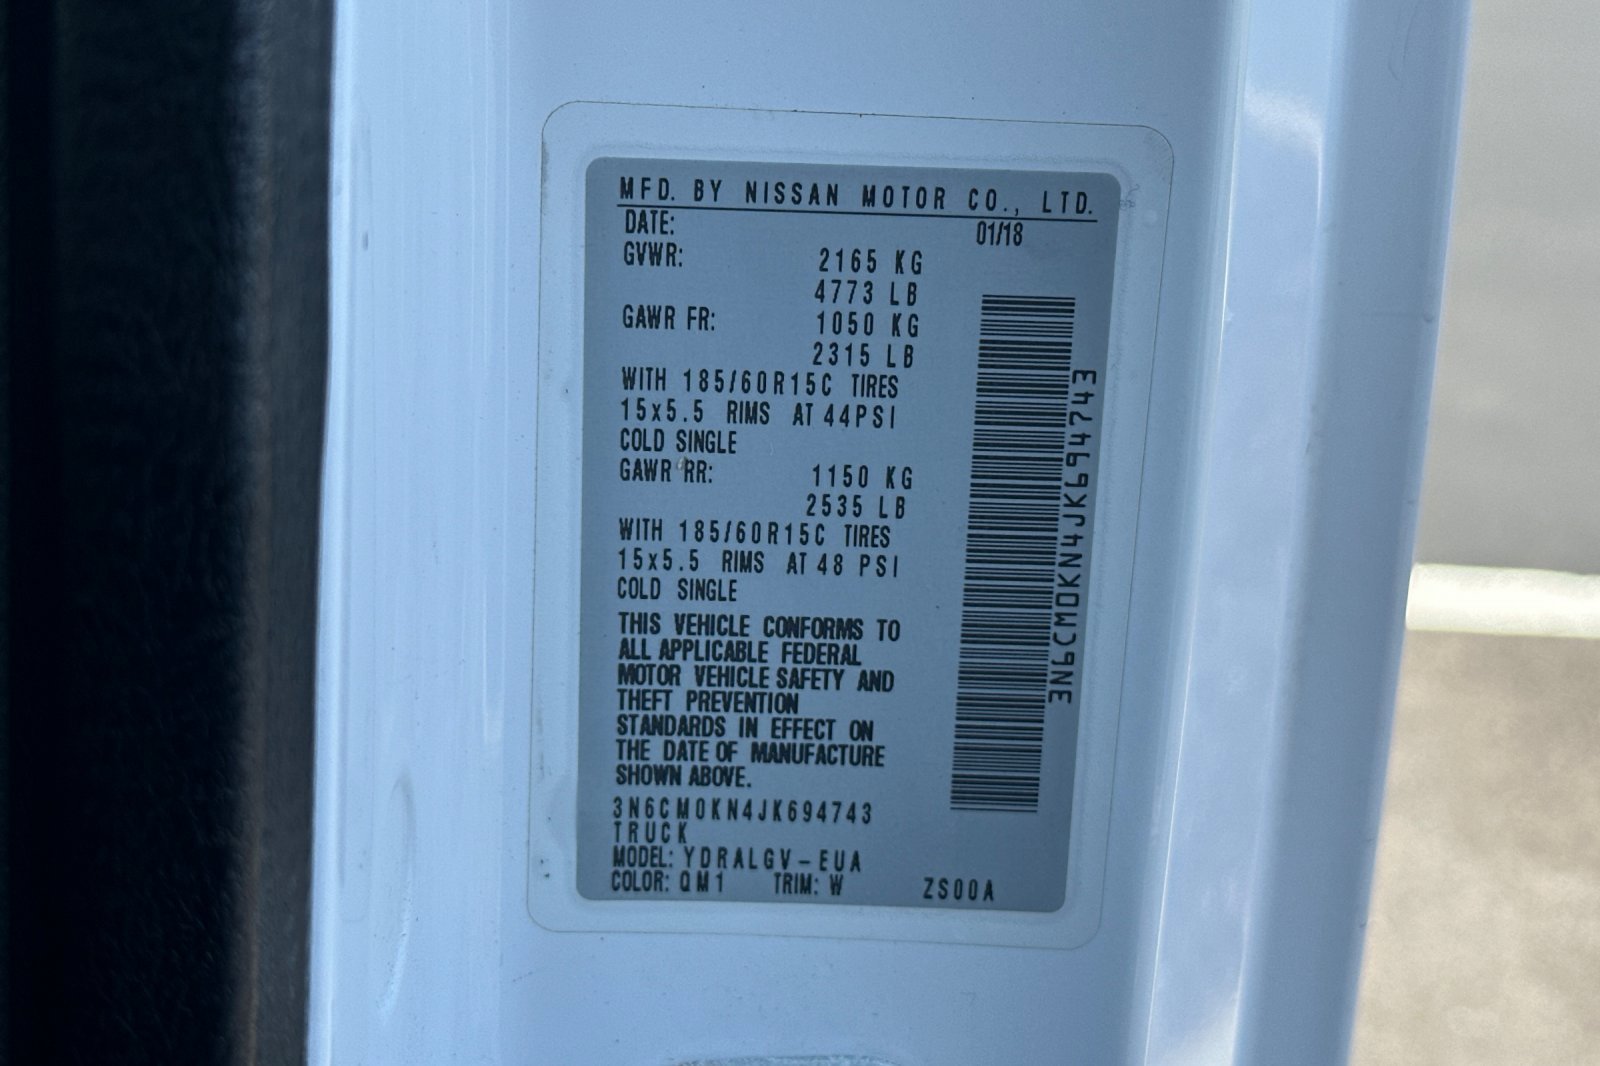 MFD. BY NISSAN MOTOR CO., LTD.
DATE: 01/18
GVWR: 2165 KG
4773 LB
GAWR FR: 1050 KG
2315 LB
WITH 185/60R15C TIRES
15x5.5 RIMS AT 44PSI
COLD SINGLE
GAWR RR: 1150 KG
2535 LB
WITH 185/60R15C TIRES
15x5.5 RIMS AT 48 PSI
COLD SINGLE
THIS VEHICLE CONFORMS TO
ALL APPLICABLE FEDERAL
MOTOR VEHICLE SAFETY AND
THEFT PREVENTION
STANDARDS IN EFFECT ON
THE DATE OF MANUFACTURE
SHOWN ABOVE.
3N6CM0KN4JK694743
TRUCK
MODEL: YDRALGV-EUA
COLOR: QM1 TRIM: W ZS00A
3N6CM0KN4JK694743